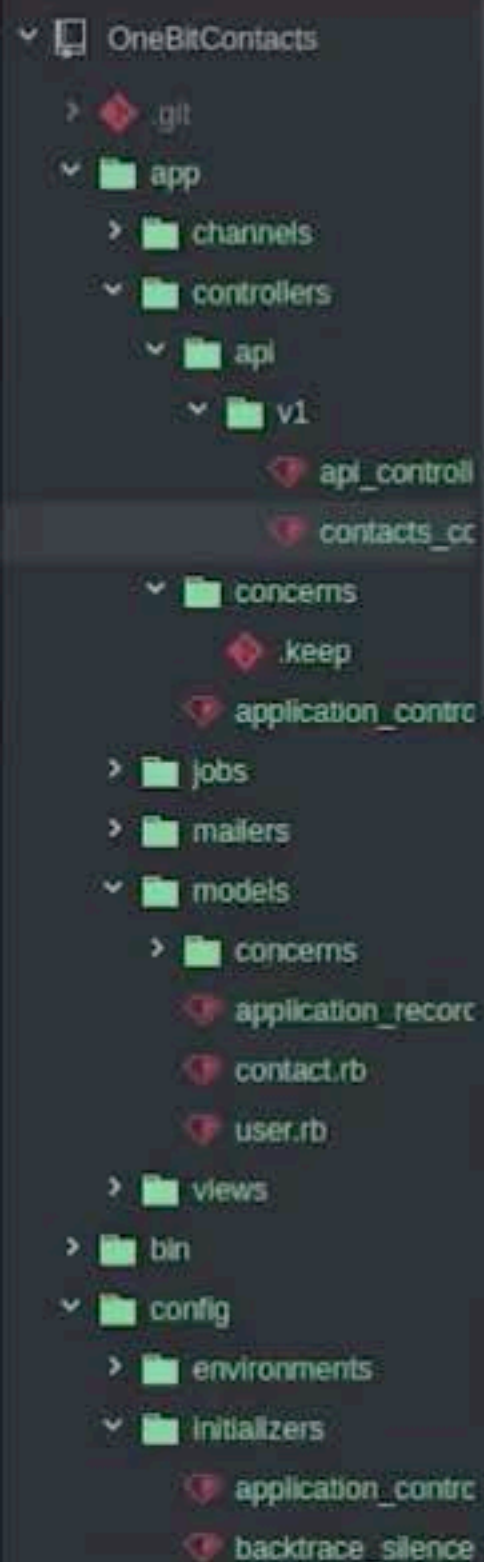 OneBitContacts
.git
app
channels
controllers
api
v1
api_controll
contacts_cc
concerns
.keep
application_contrc
jobs
mailers
models
concerns
application_recorc
contact.rb
user.rb
views
bin
config
environments
initializers
application_contrc
backtrace_silence